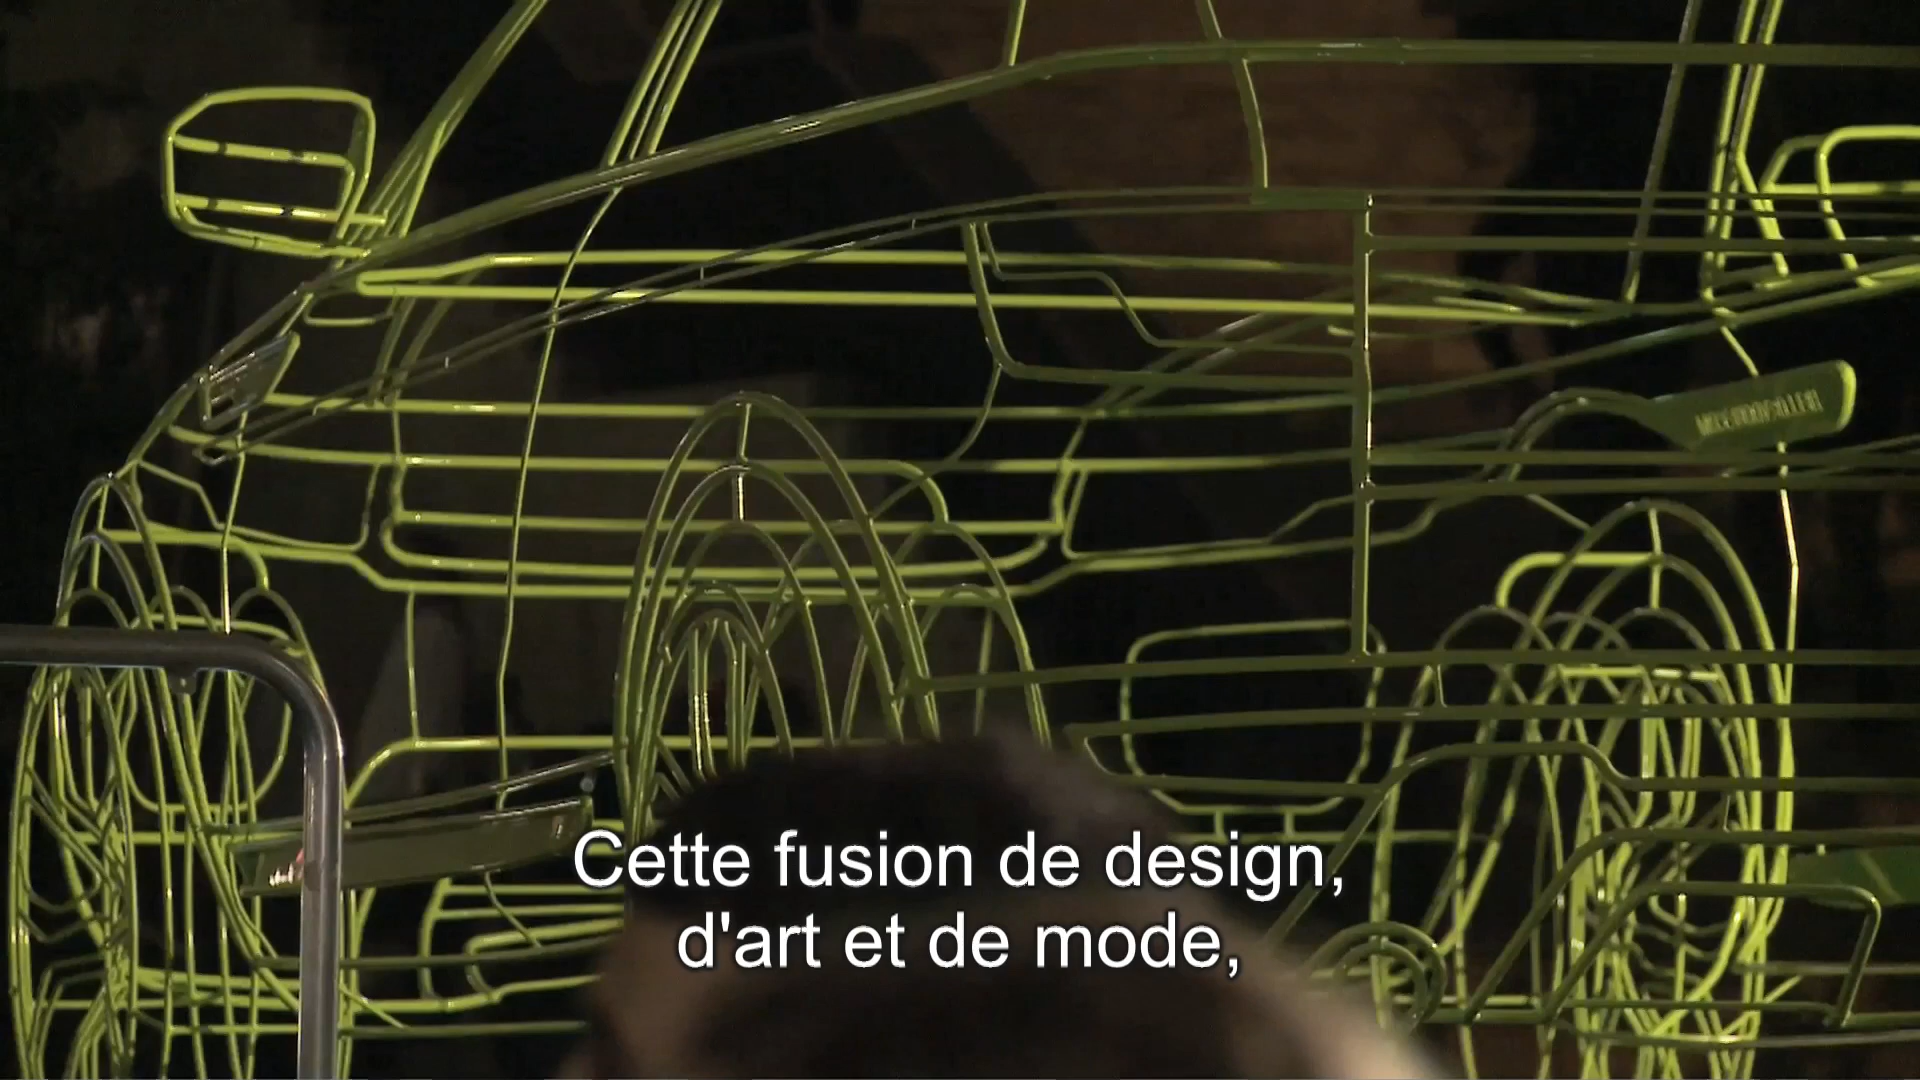 Cette fusion de design,
d'art et de mode,